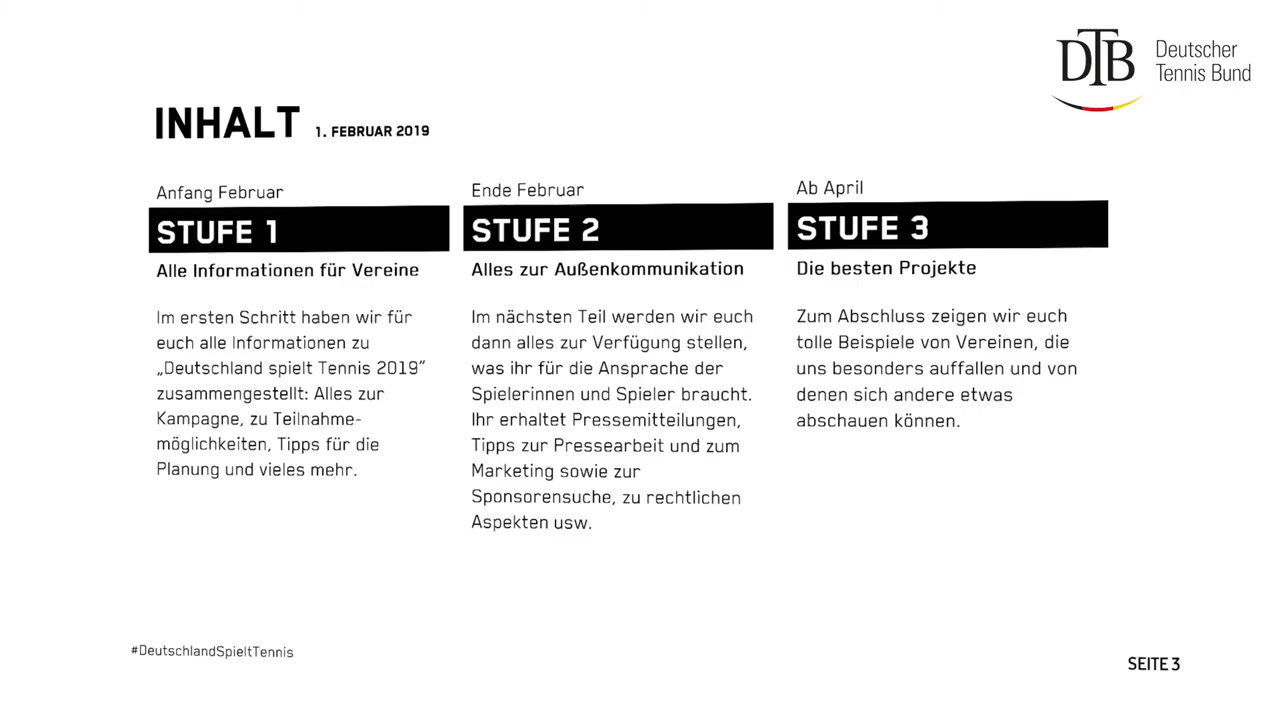 DTB
Deutscher
Tennis Bund
INHALT 1. FEBRUAR 2019
Anfang Februar
STUFE 1
Alle Informationen für Vereine
Im ersten Schritt haben wir für
euch alle Informationen zu
„Deutschland spielt Tennis 2019“
zusammengestellt: Alles zur
Kampagne, zu Teilnahme-
möglichkeiten, Tipps für die
Planung und vieles mehr.
Ende Februar
STUFE 2
Alles zur Außenkommunikation
Im nächsten Teil werden wir euch
dann alles zur Verfügung stellen,
was ihr für die Ansprache der
Spielerinnen und Spieler braucht.
Ihr erhaltet Pressemitteilungen,
Tipps zur Pressearbeit und zum
Marketing sowie zur
Sponsorensuche, zu rechtlichen
Aspekten usw.
Ab April
STUFE 3
Die besten Projekte
Zum Abschluss zeigen wir euch
tolle Beispiele von Vereinen, die
uns besonders auffallen und von
denen sich andere etwas
abschauen können.
#DeutschlandSpieltTennis
SEITE 3